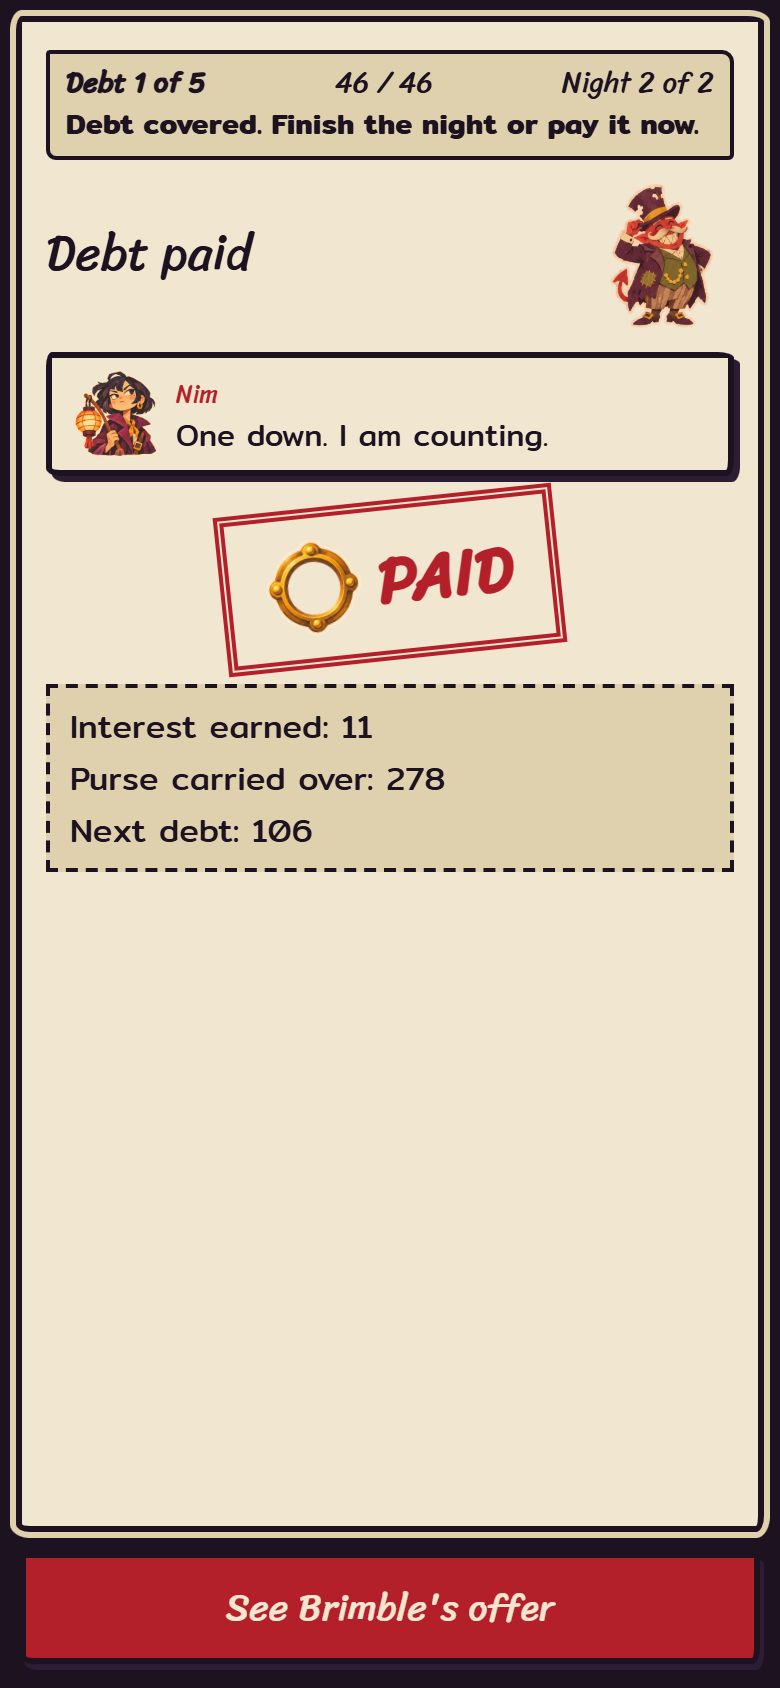 Debt 1 of 5 46 / 46 Night 2 of 2
Debt covered. Finish the night or pay it now.
Debt paid
Nim
One down. I am counting.
PAID
Interest earned: 11
Purse carried over: 278
Next debt: 106
See Brimble's offer